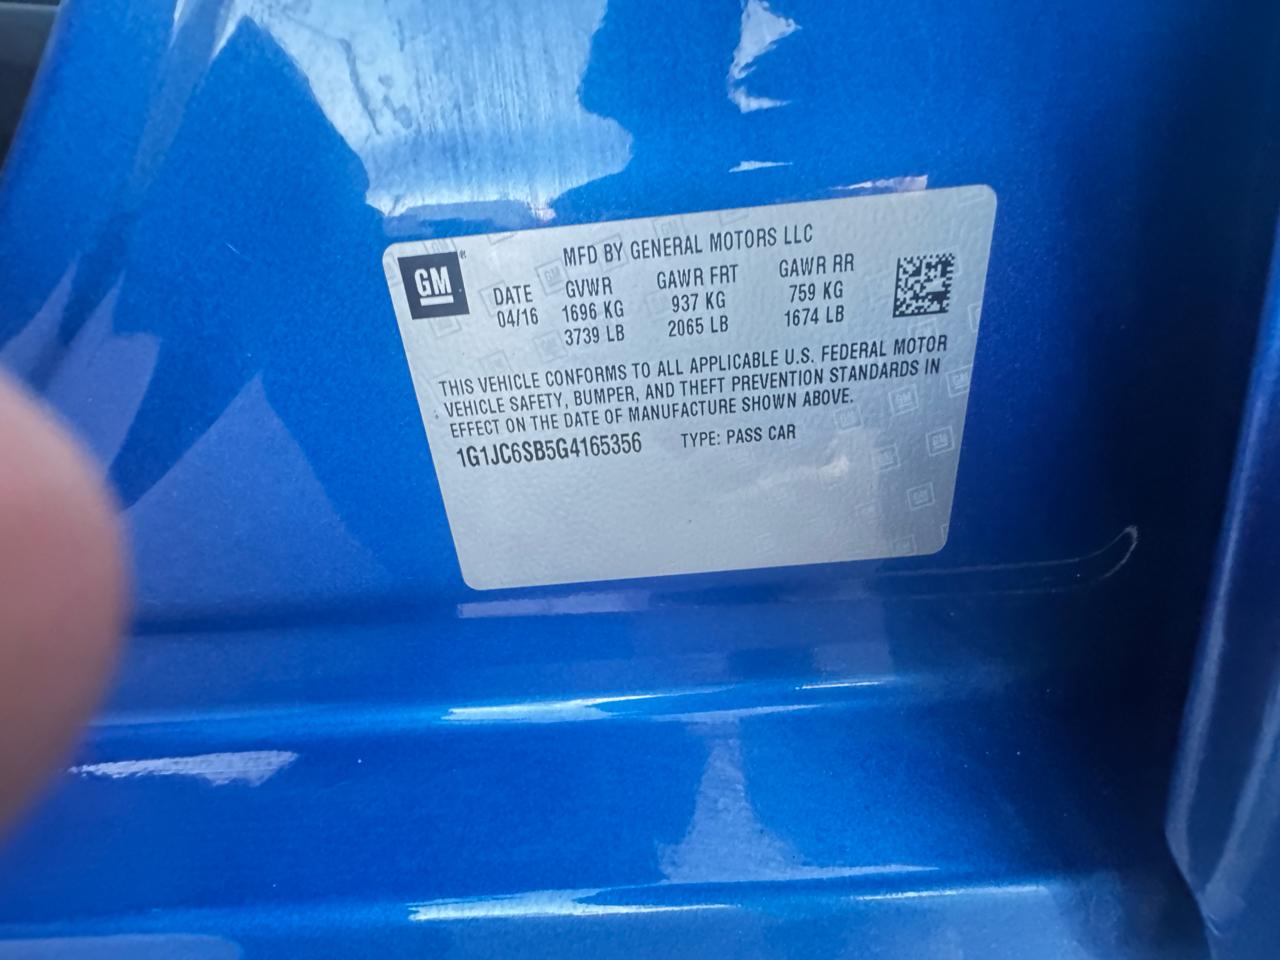 GM
MFD BY GENERAL MOTORS LLC
DATE GVWR GAWR FRT GAWR RR
04/16 1696 KG 937 KG 759 KG
3739 LB 2065 LB 1674 LB
THIS VEHICLE CONFORMS TO ALL APPLICABLE U.S. FEDERAL MOTOR
VEHICLE SAFETY, BUMPER, AND THEFT PREVENTION STANDARDS IN
EFFECT ON THE DATE OF MANUFACTURE SHOWN ABOVE.
1G1JC6SB5G4165356 TYPE: PASS CAR